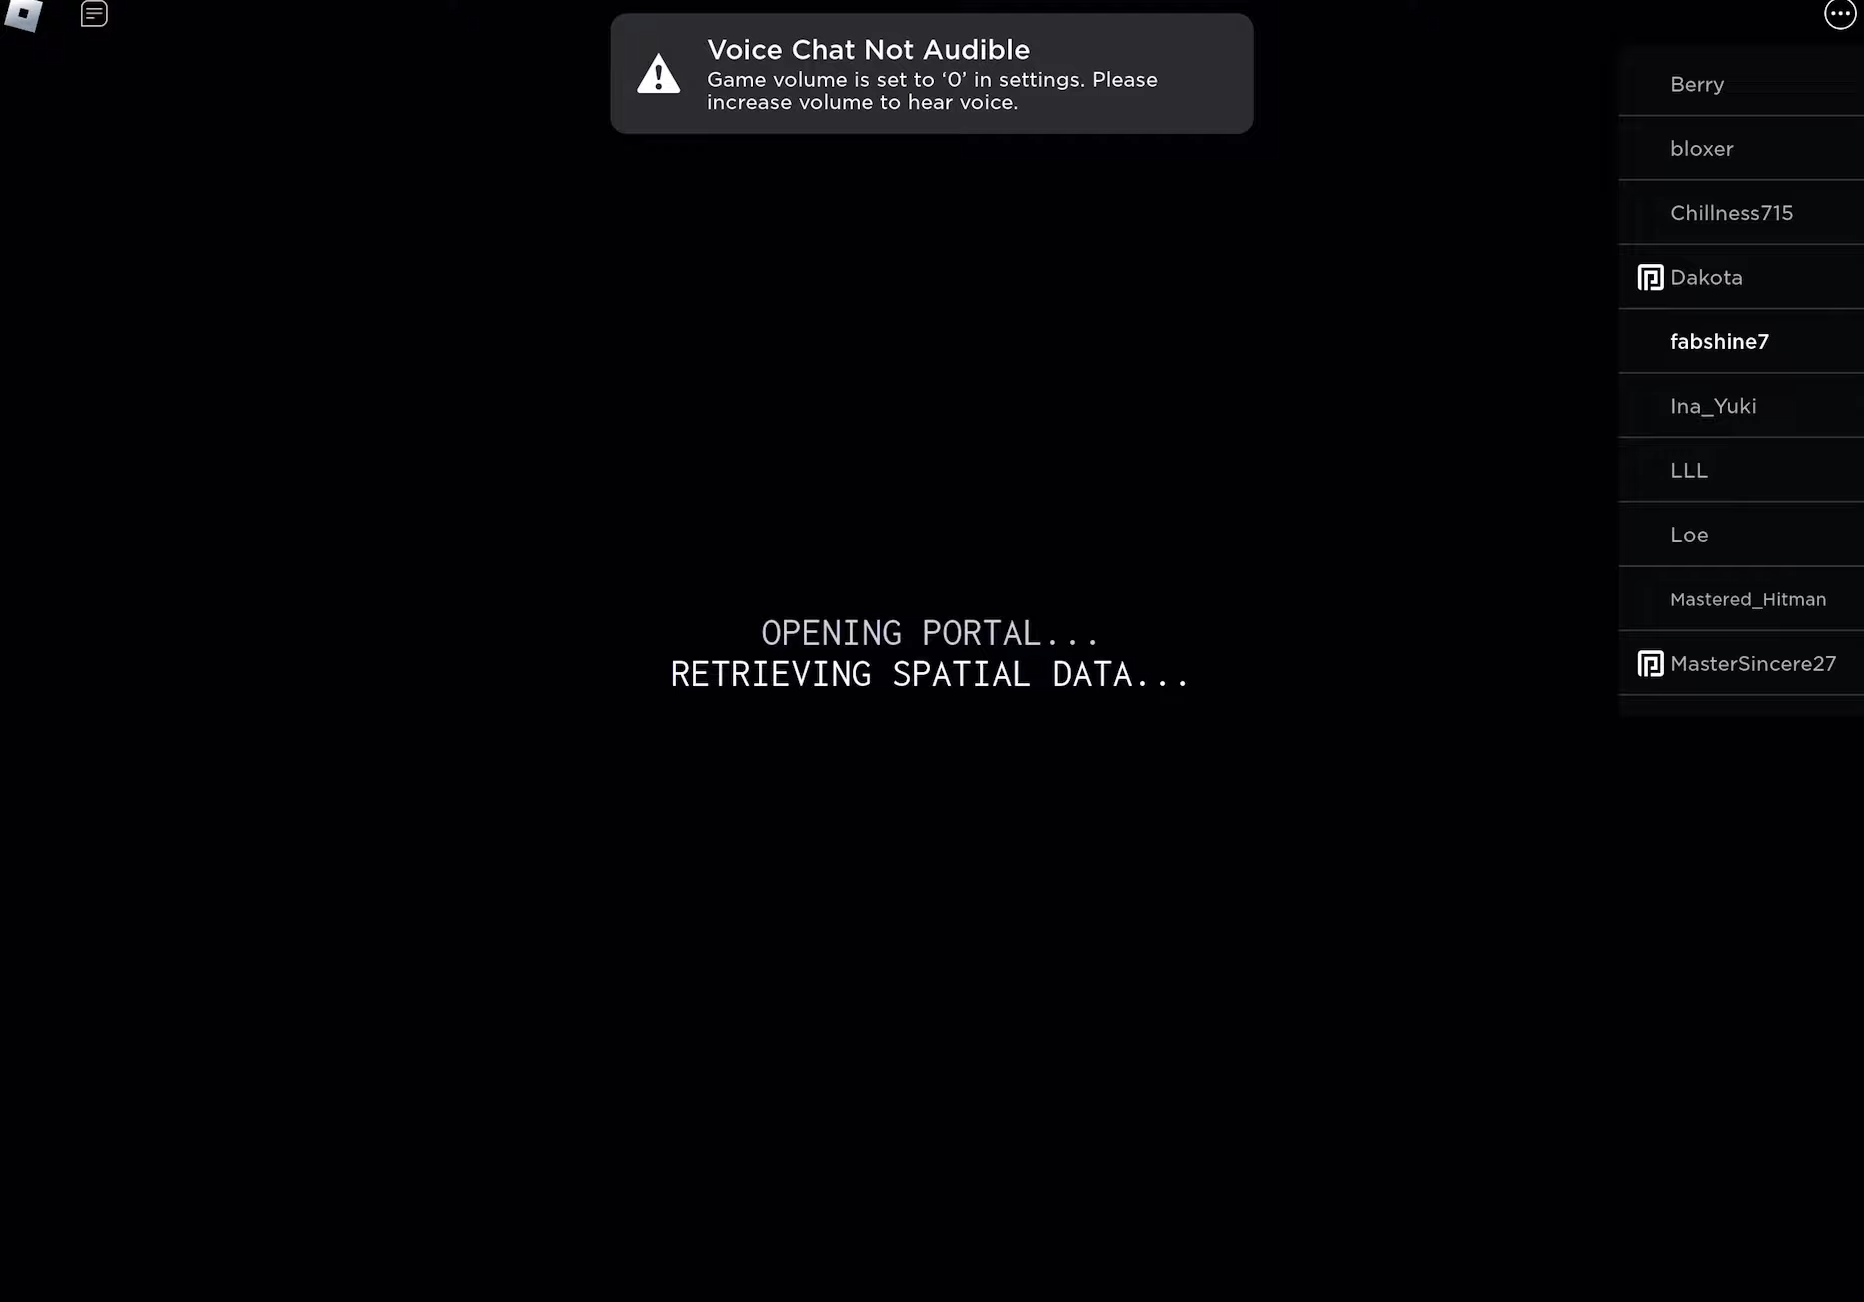 Voice Chat Not Audible
Game volume is set to ‘0’ in settings. Please
increase volume to hear voice.
Berry
bloxer
Chillness715
Dakota
fabshine7
Ina_Yuki
LLL
Loe
Mastered_Hitman
MasterSincere27
OPENING PORTAL...
RETRIEVING SPATIAL DATA...